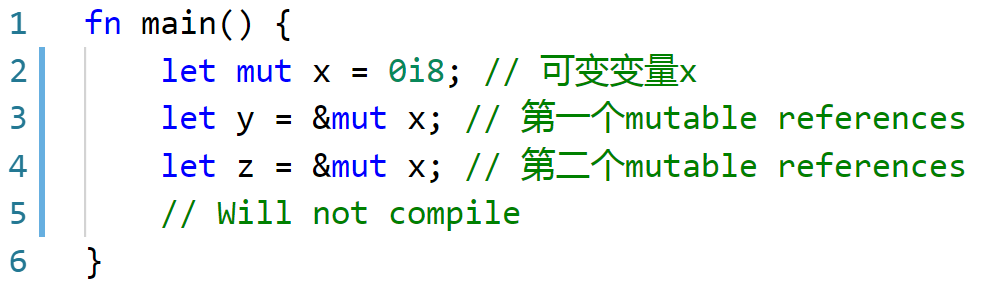 1 fn main() {
2 let mut x = 0i8; // 可变变量x
3 let y = &mut x; // 第一个mutable references
4 let z = &mut x; // 第二个mutable references
5 // Will not compile
6 }